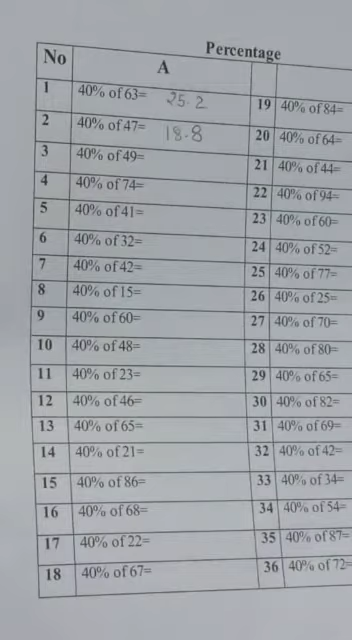 Percentage
No A
1 40% of 63= 25.2
2 40% of 47= 18.8
3 40% of 49=
4 40% of 74=
5 40% of 41=
6 40% of 32=
7 40% of 42=
8 40% of 15=
9 40% of 60=
10 40% of 48=
11 40% of 23=
12 40% of 46=
13 40% of 65=
14 40% of 21=
15 40% of 86=
16 40% of 68=
17 40% of 22=
18 40% of 67=
19 40% of 84=
20 40% of 64=
21 40% of 44=
22 40% of 94=
23 40% of 60=
24 40% of 52=
25 40% of 77=
26 40% of 25=
27 40% of 70=
28 40% of 80=
29 40% of 65=
30 40% of 82=
31 40% of 69=
32 40% of 42=
33 40% of 34=
34 40% of 54=
35 40% of 87=
36 40% of 72=